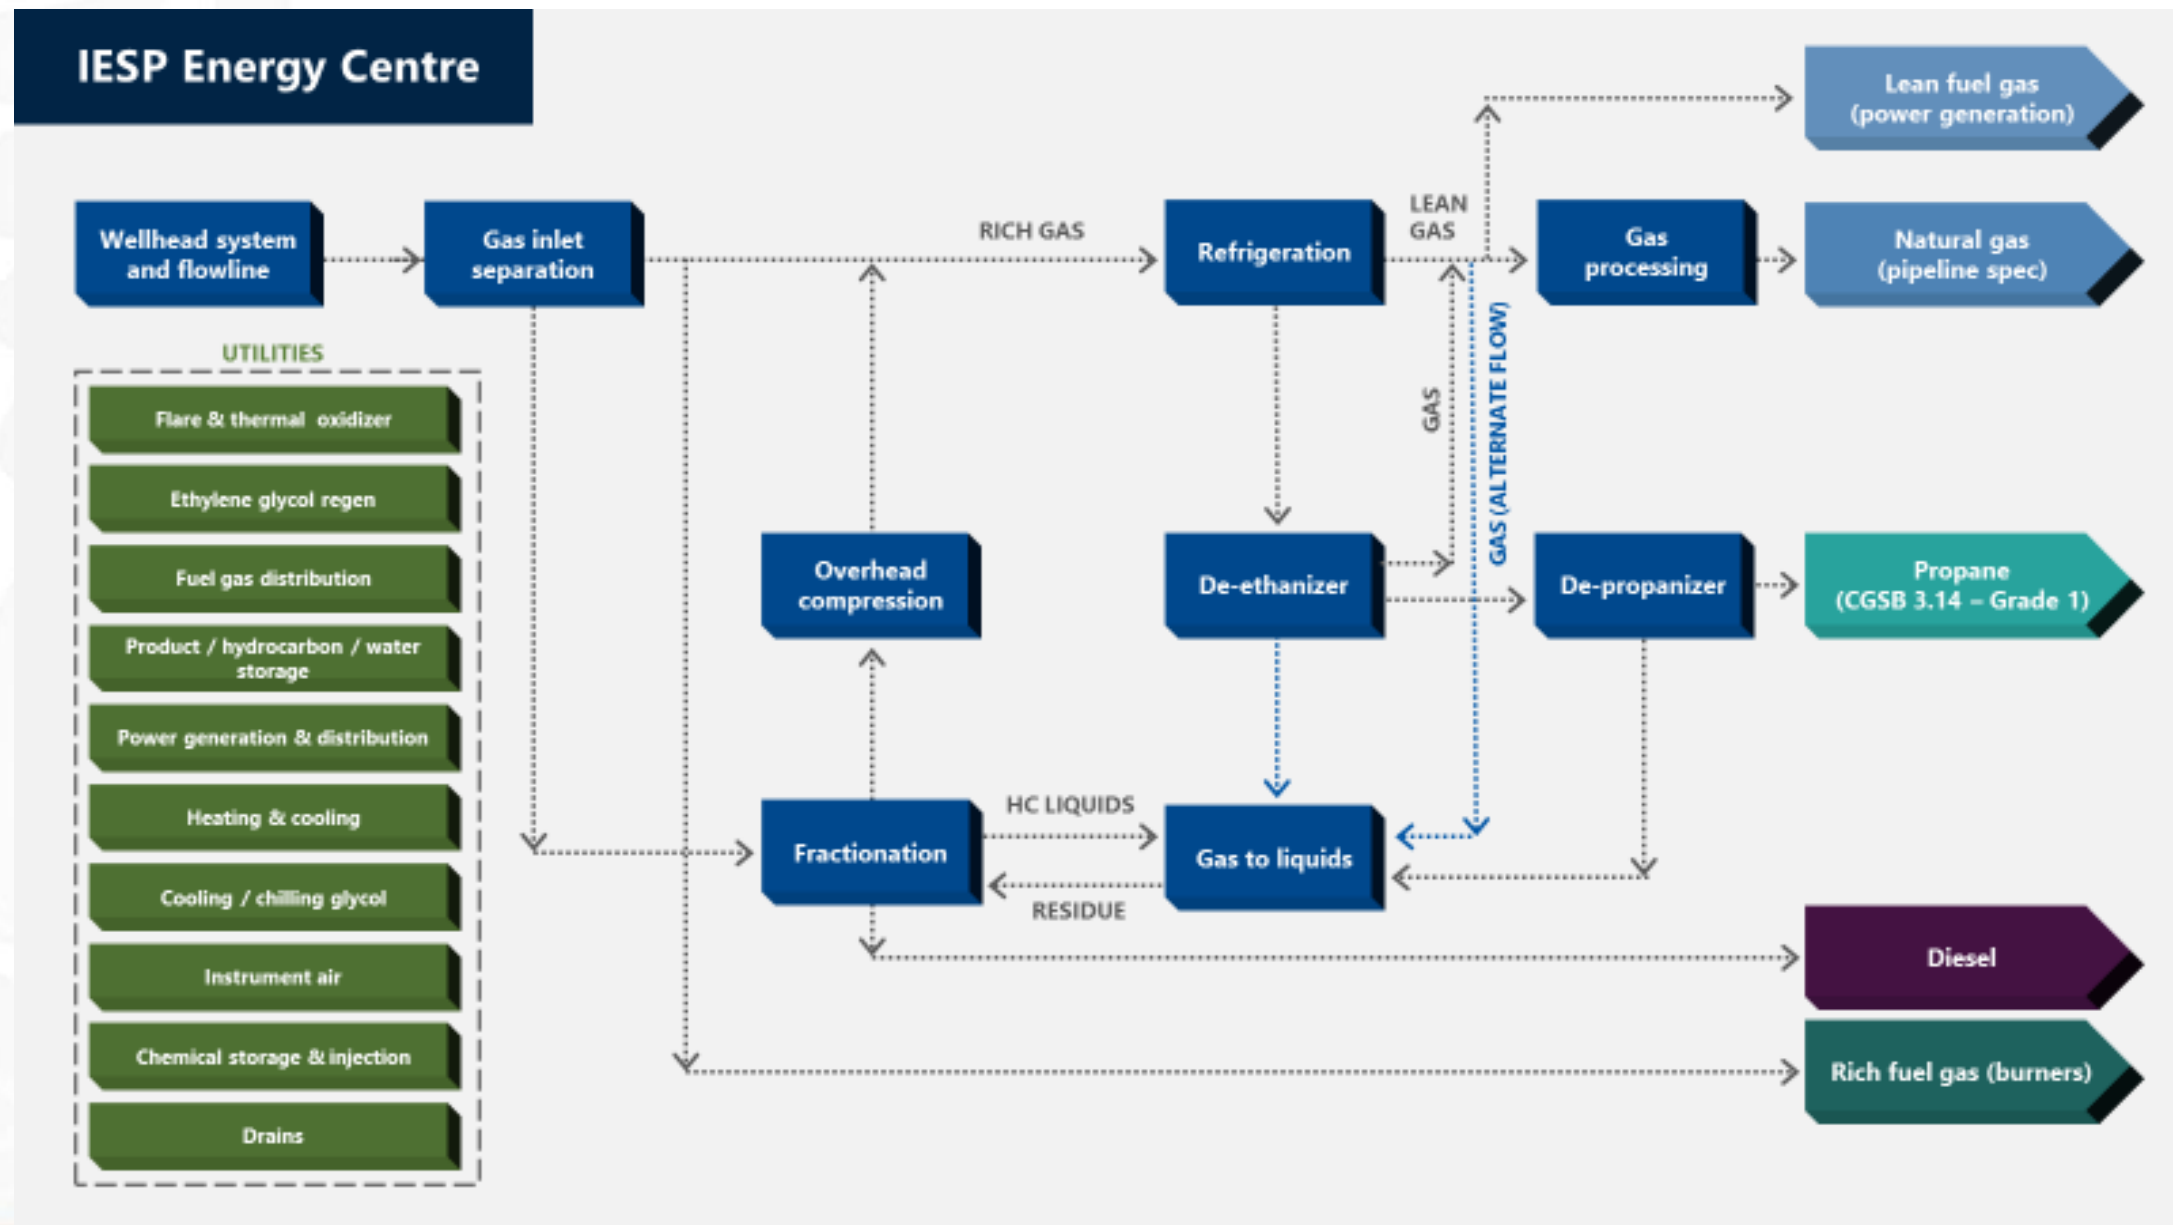 IESP Energy Centre
Lean fuel gas
(power generation)
Wellhead system
and flowline
Gas inlet
separation
RICH GAS
Refrigeration
LEAN
GAS
Gas
processing
Natural gas
(pipeline spec)
UTILITIES
Flare & thermal oxidizer
Ethylene glycol regen
Fuel gas distribution
Product / hydrocarbon / water
storage
Power generation & distribution
Heating & cooling
Cooling / chilling glycol
Instrument air
Chemical storage & injection
Drains
GAS
GAS (ALTERNATE FLOW)
Overhead
compression
De-ethanizer
De-propanizer
Propane
(CGSB 3.14 – Grade 1)
Fractionation
HC LIQUIDS
RESIDUE
Gas to liquids
Diesel
Rich fuel gas (burners)